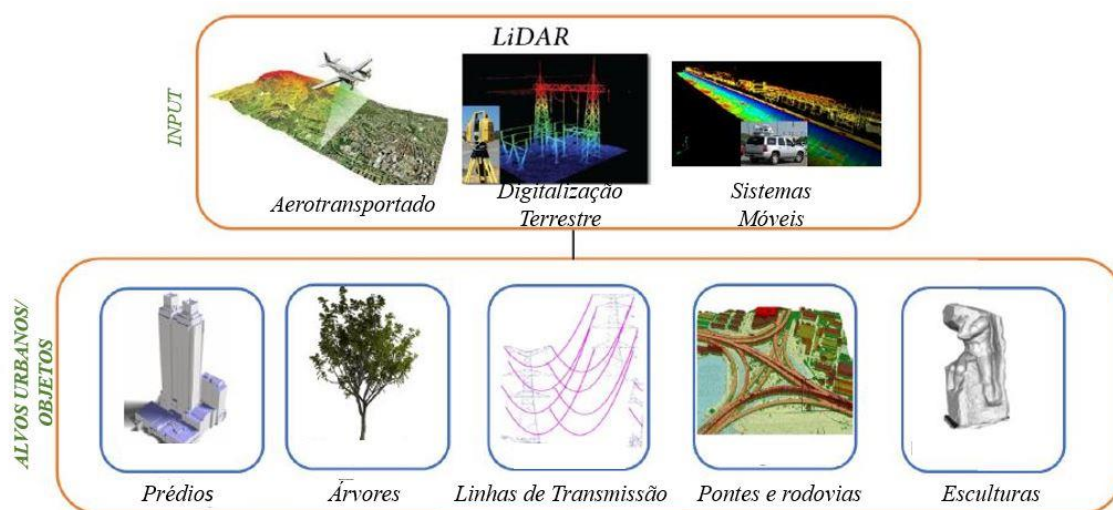 LiDAR
INPUT
Aerotransportado
Digitalização
Terrestre
Sistemas
Móveis
ALVOS URBANOS/
OBJETOS
Prédios
Árvores
Linhas de Transmissão
Pontes e rodovias
Esculturas